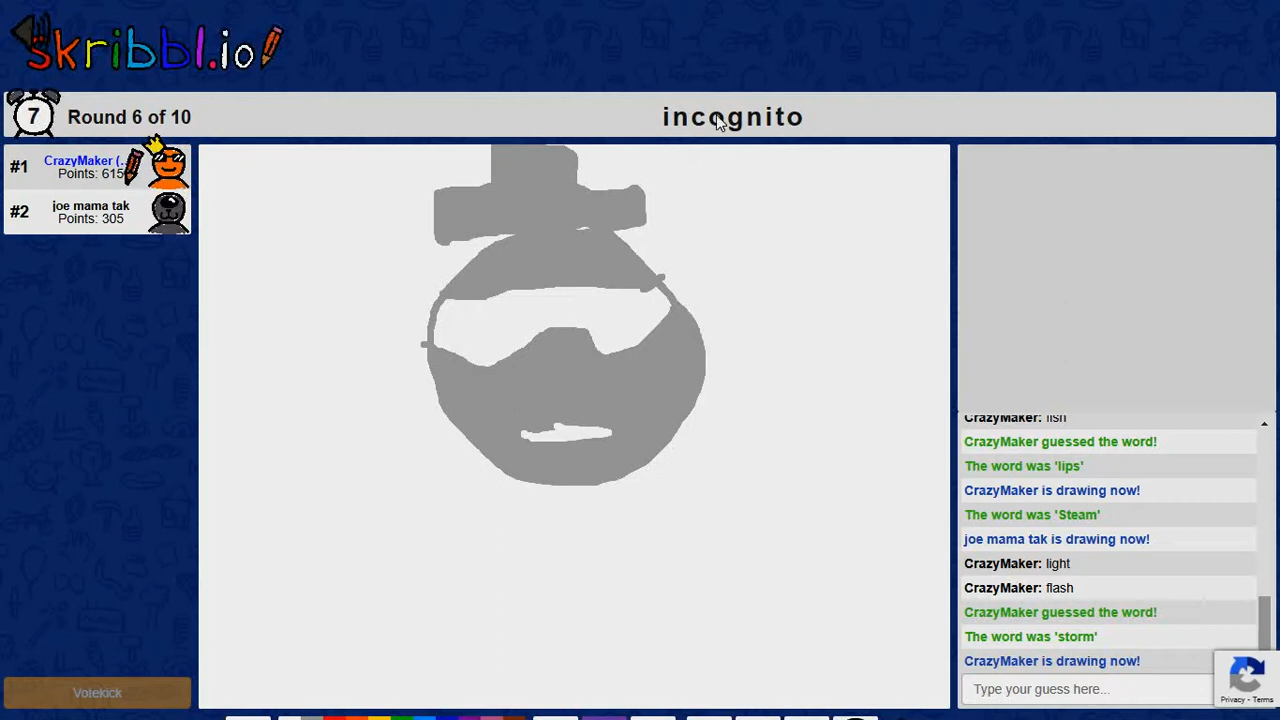 skribbl.io
7
Round 6 of 10
incognito
#1
CrazyMaker (..
Points: 615
#2
joe mama tak
Points: 305
CrazyMaker: fish
CrazyMaker guessed the word!
The word was 'lips'
CrazyMaker is drawing now!
The word was 'Steam'
joe mama tak is drawing now!
CrazyMaker: light
CrazyMaker: flash
CrazyMaker guessed the word!
The word was 'storm'
CrazyMaker is drawing now!
Type your guess here...
Votekick
Privacy - Terms